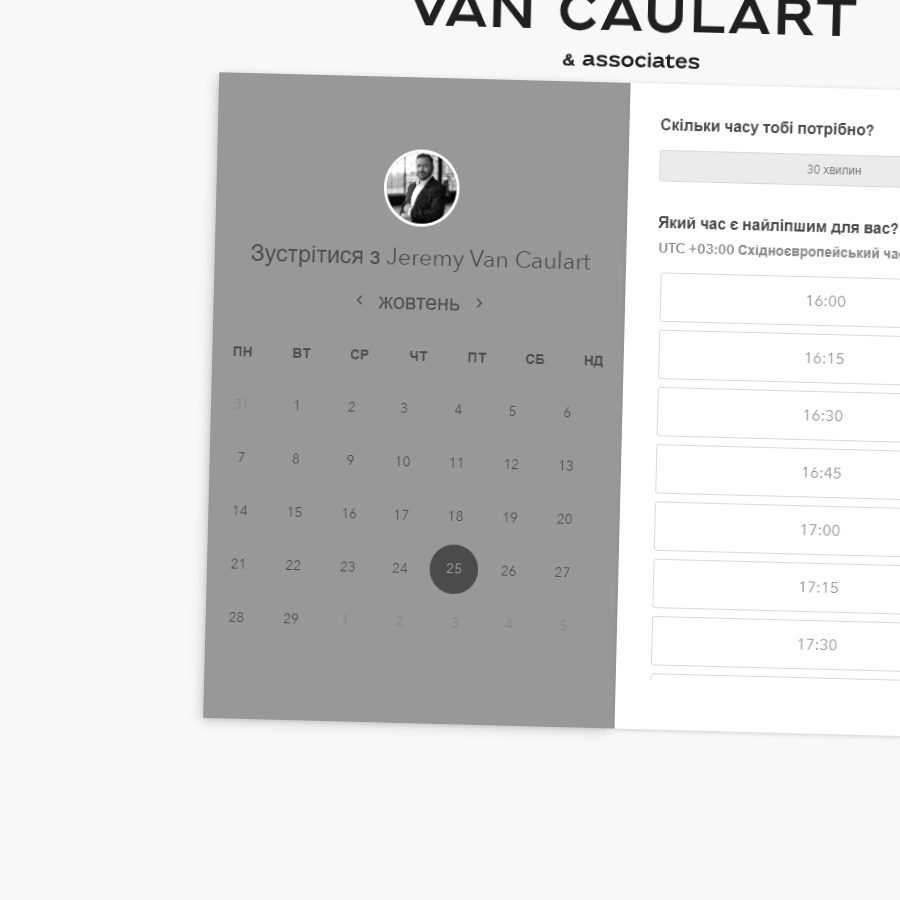 VAN CAULART
& associates
Зустрітися з Jeremy Van Caulart
‹ жовтень ›
ПН ВТ СР ЧТ ПТ СБ НД
31 1 2 3 4 5 6
7 8 9 10 11 12 13
14 15 16 17 18 19 20
21 22 23 24 25 26 27
28 29 1 2 3 4 5
Скільки часу тобі потрібно?
30 хвилин
Який час є найліпшим для вас?
UTC +03:00 Східноєвропейський
16:00
16:15
16:30
16:45
17:00
17:15
17:30